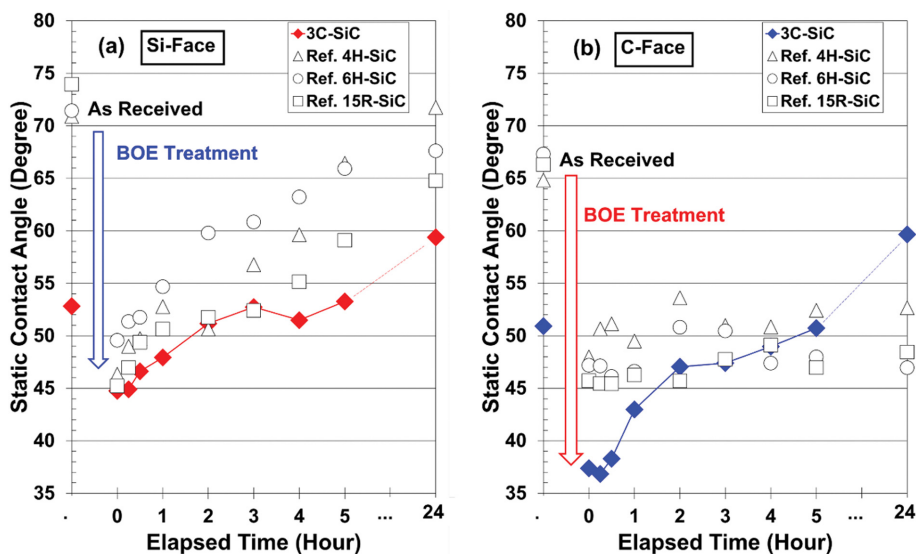 (a) Si-Face
3C-SiC
Ref. 4H-SiC
Ref. 6H-SiC
Ref. 15R-SiC
As Received
BOE Treatment
Static Contact Angle (Degree)
80
75
70
65
60
55
50
45
40
35
. 0 1 2 3 4 5 ... 24
Elapsed Time (Hour)
(b) C-Face
3C-SiC
Ref. 4H-SiC
Ref. 6H-SiC
Ref. 15R-SiC
As Received
BOE Treatment
Static Contact Angle (Degree)
80
75
70
65
60
55
50
45
40
35
. 0 1 2 3 4 5 ... 24
Elapsed Time (Hour)